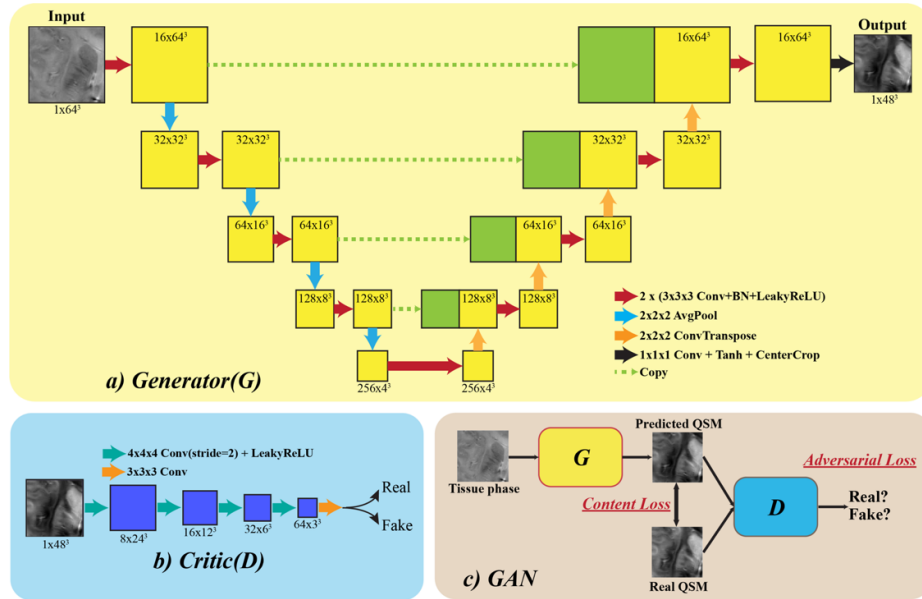 Input
1x64³
16x64³
16x64³
16x64³
Output
1x48³
32x32³
32x32³
32x32³
32x32³
64x16³
64x16³
64x16³
64x16³
128x8³
128x8³
128x8³
128x8³
256x4³
256x4³
2 x (3x3x3 Conv+BN+LeakyReLU)
2x2x2 AvgPool
2x2x2 ConvTranspose
1x1x1 Conv + Tanh + CenterCrop
Copy
a) Generator(G)
4x4x4 Conv(stride=2) + LeakyReLU
3x3x3 Conv
1x48³
8x24³
16x12³
32x6³
64x3³
Real
Fake
b) Critic(D)
Tissue phase
G
Predicted QSM
Content Loss
Real QSM
D
Adversarial Loss
Real?
Fake?
c) GAN